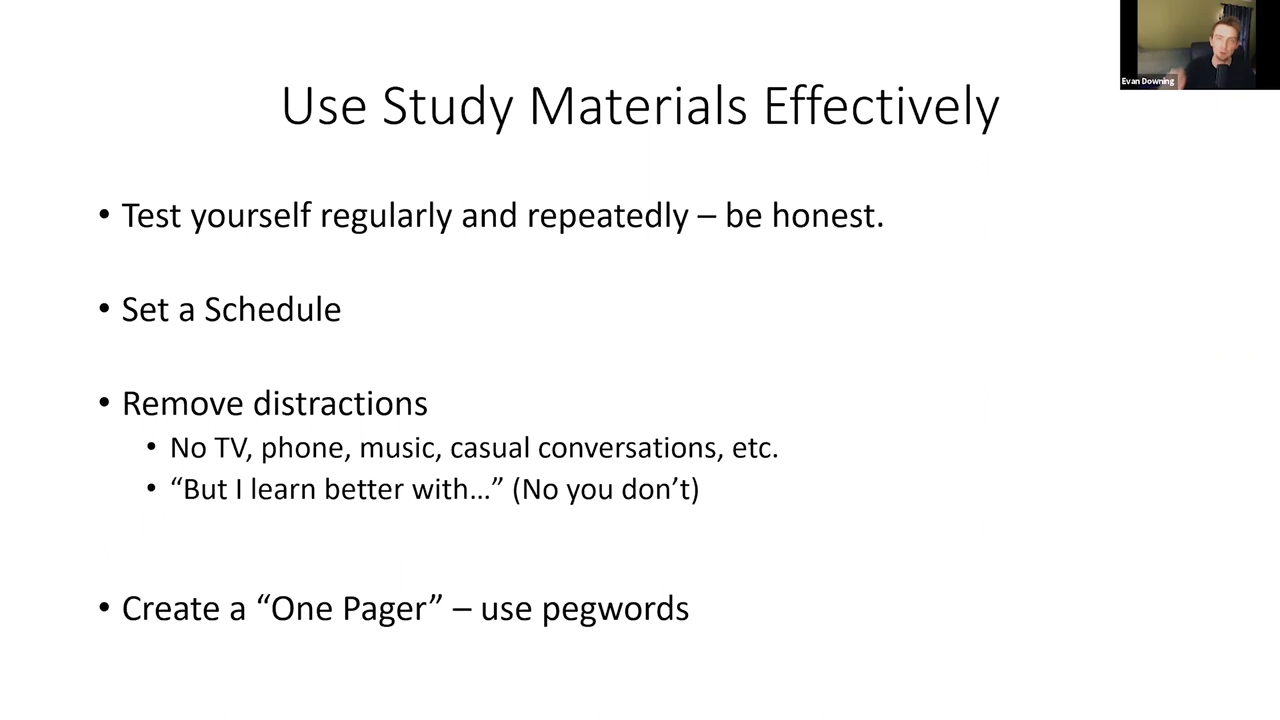 Evan Downing
Use Study Materials Effectively
• Test yourself regularly and repeatedly – be honest.
• Set a Schedule
• Remove distractions
• No TV, phone, music, casual conversations, etc.
• “But I learn better with…” (No you don’t)
• Create a “One Pager” – use pegwords